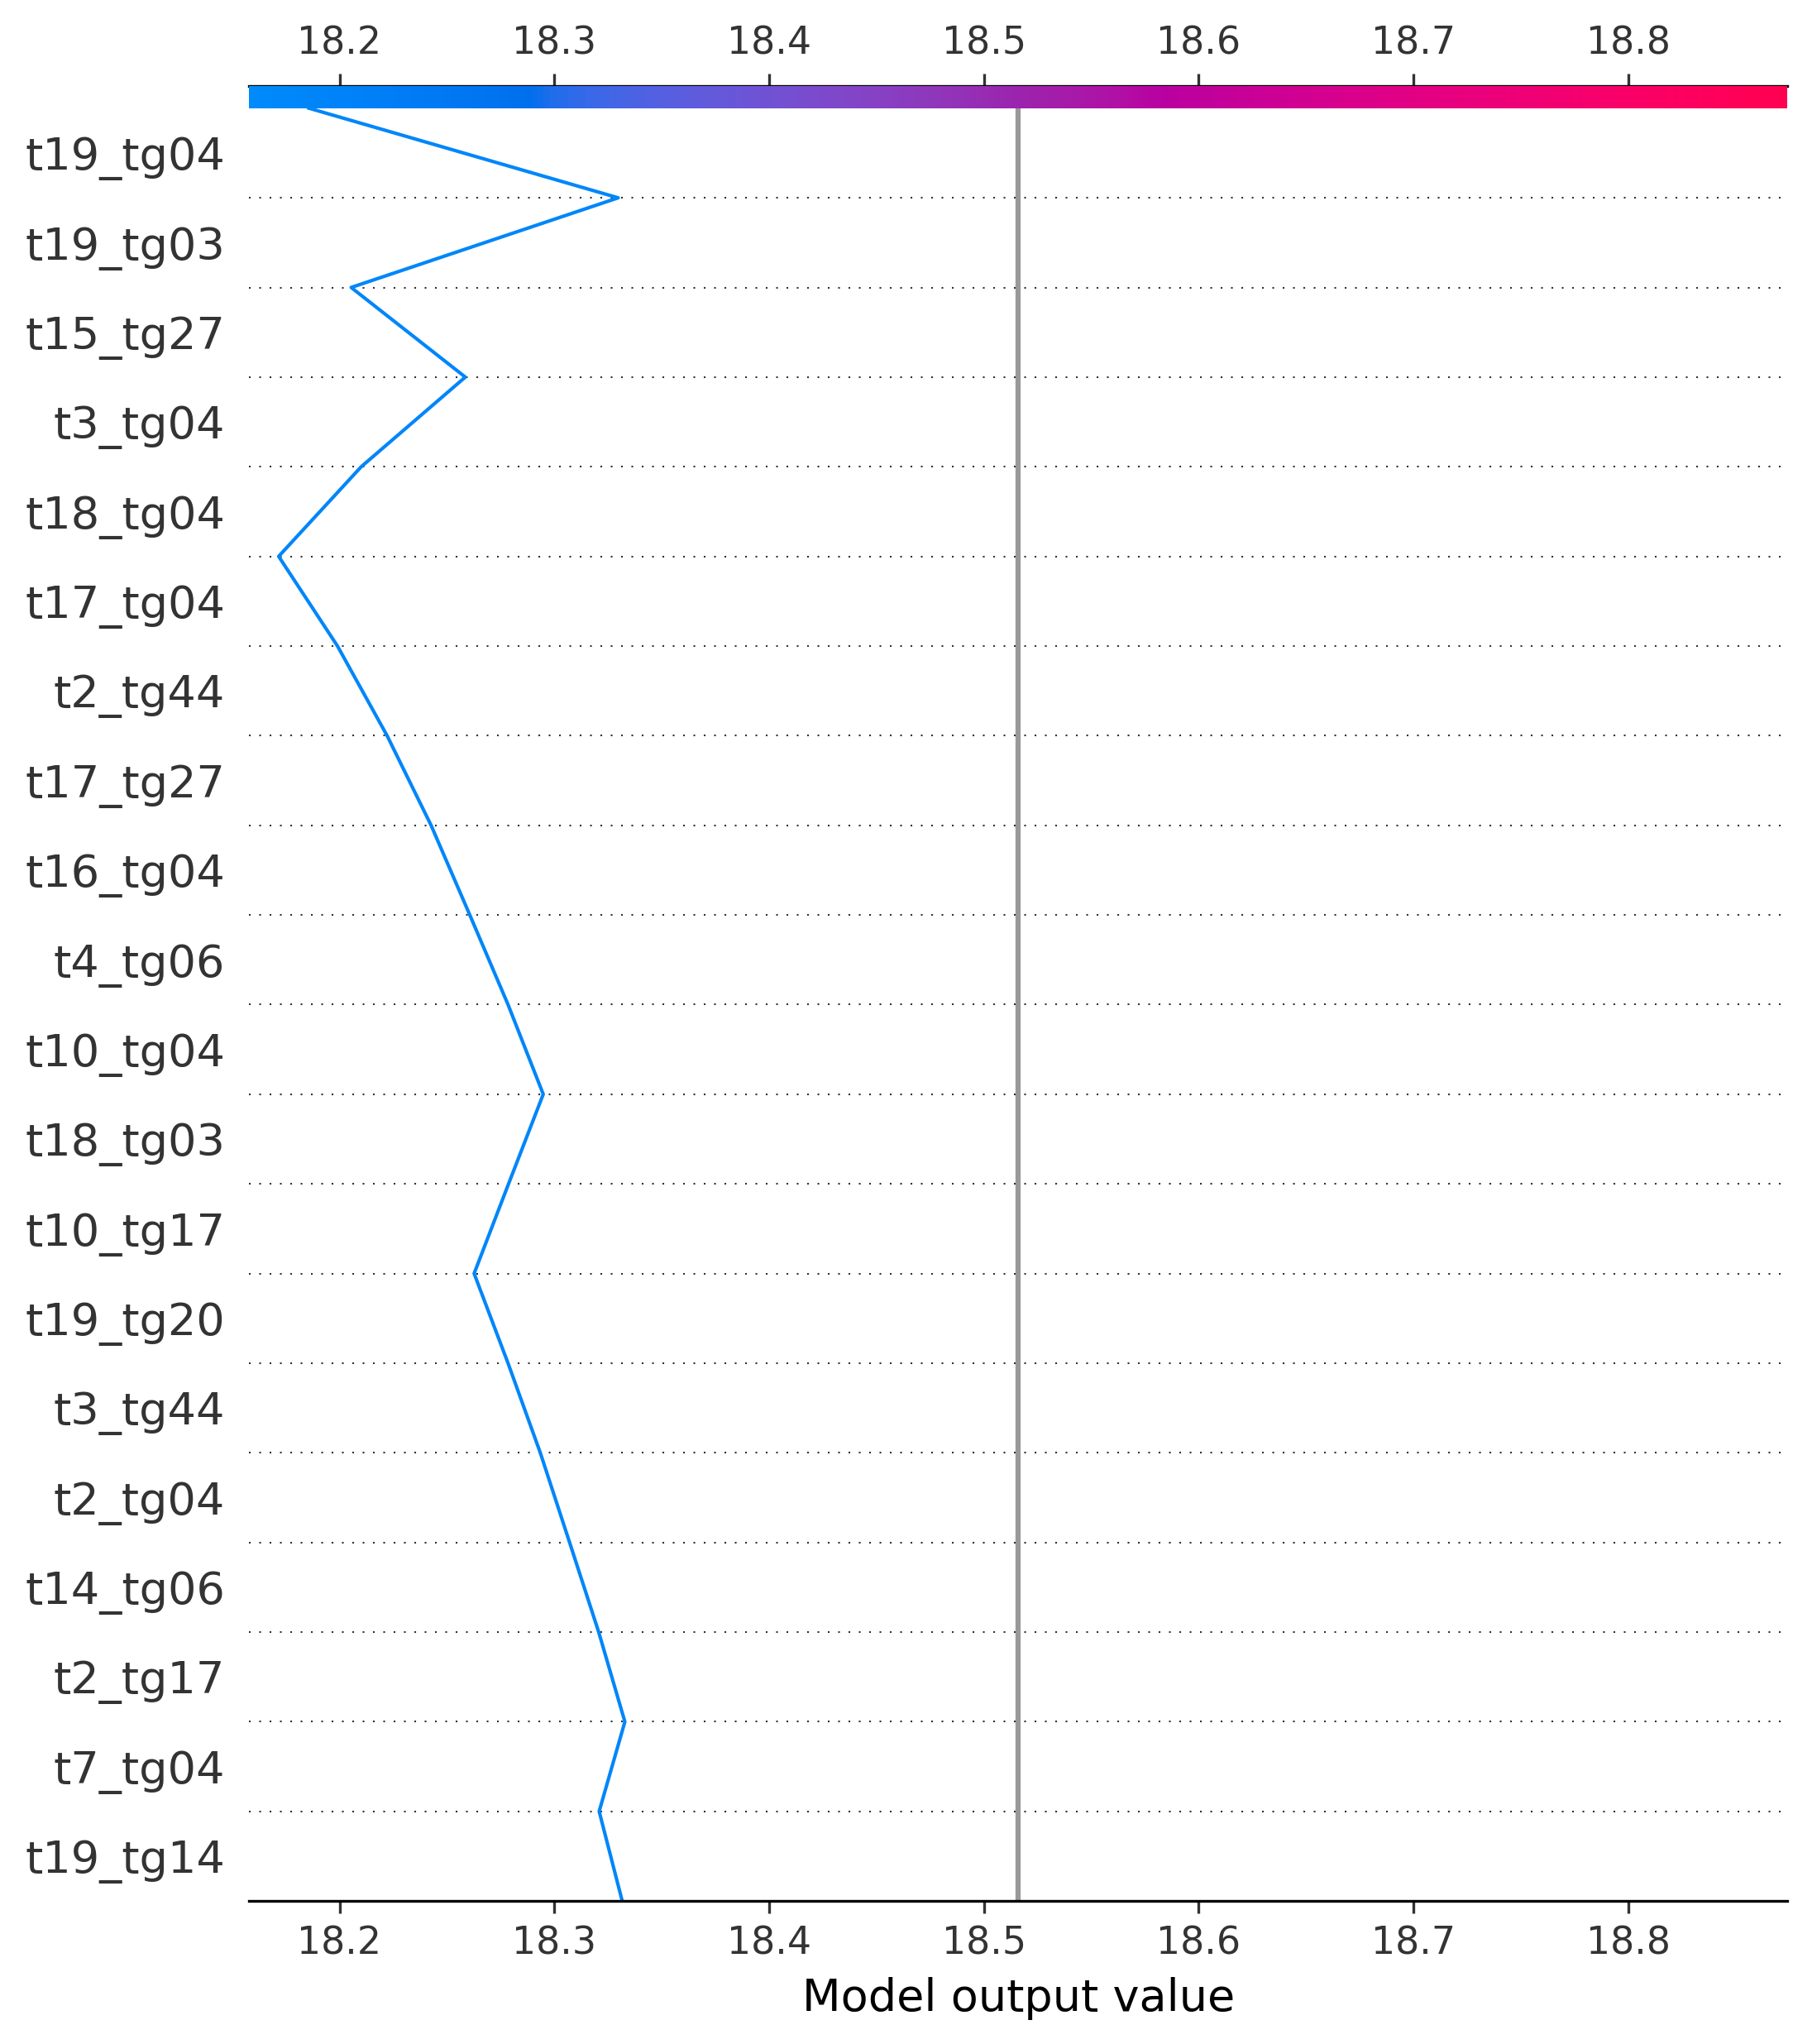 18.2 18.3 18.4 18.5 18.6 18.7 18.8
t19_tg04
t19_tg03
t15_tg27
t3_tg04
t18_tg04
t17_tg04
t2_tg44
t17_tg27
t16_tg04
t4_tg06
t10_tg04
t18_tg03
t10_tg17
t19_tg20
t3_tg44
t2_tg04
t14_tg06
t2_tg17
t7_tg04
t19_tg14
18.2 18.3 18.4 18.5 18.6 18.7 18.8
Model output value